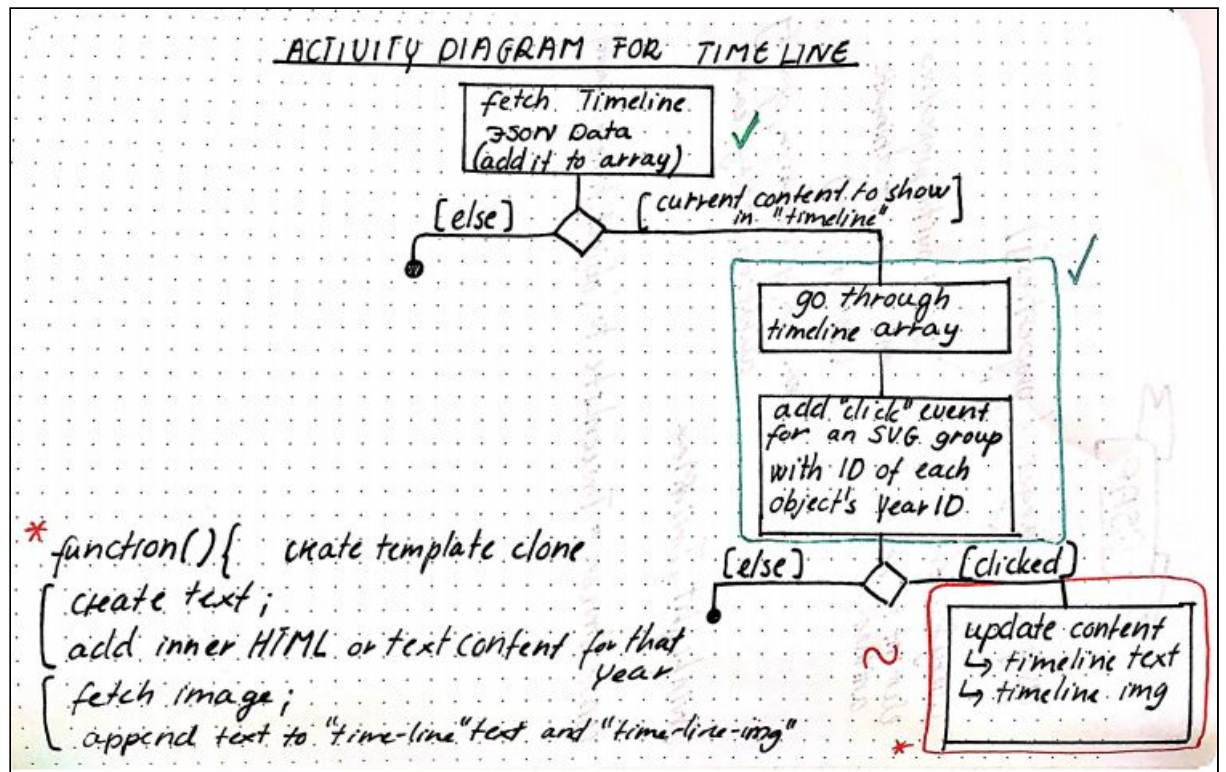 ACTIVITY DIAGRAM FOR TIMELINE
fetch Timeline
JSON Data
(add it to array)
[else]
[current content to show
in "timeline"]
go through
timeline array
add "click" event
for an SVG group
with ID of each
object's Year ID
[else]
[clicked]
update content
↳ timeline text
↳ timeline img
*
* function(){ create template clone
[ create text;
add inner HTML or text content for that
year
[ fetch image;
append text to "time-line" text and "time-line-img"